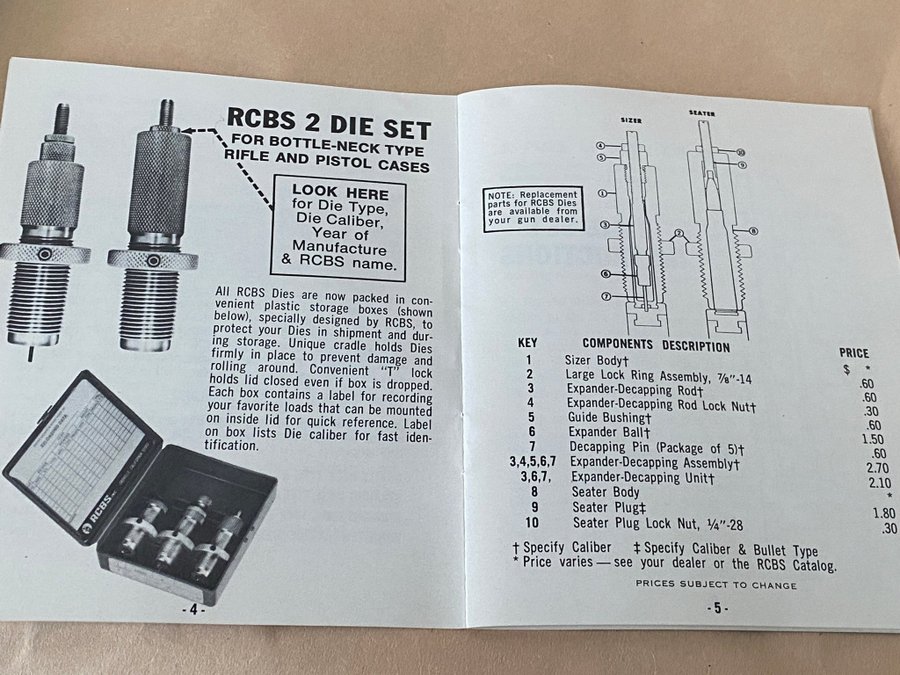 RCBS 2 DIE SET
FOR BOTTLE-NECK TYPE
RIFLE AND PISTOL CASES
LOOK HERE
for Die Type,
Die Caliber,
Year of
Manufacture
& RCBS name.
All RCBS Dies are now packed in con-
venient plastic storage boxes (shown
below), specially designed by RCBS, to
protect your Dies in shipment and dur-
ing storage. Unique cradle holds Dies
firmly in place to prevent damage and
rolling around. Convenient "T" lock
holds lid closed even if box is dropped.
Each box contains a label for recording
your favorite loads that can be mounted
on inside lid for quick reference. Label
on box lists Die caliber for fast iden-
tification.
RCBS
- 4 -
SIZER
SEATER
4
5
1
3
6
7
2
10
9
8
NOTE: Replacement
parts for RCBS Dies
are available from
your gun dealer.
KEY COMPONENTS DESCRIPTION PRICE
1 Sizer Body† $ *
2 Large Lock Ring Assembly, 7/8"-14 .60
3 Expander-Decapping Rod† .60
4 Expander-Decapping Rod Lock Nut† .30
5 Guide Bushing† .60
6 Expander Ball† 1.50
7 Decapping Pin (Package of 5)† .60
3,4,5,6,7 Expander-Decapping Assembly† 2.70
3,6,7, Expander-Decapping Unit† 2.10
8 Seater Body *
9 Seater Plug‡ 1.80
10 Seater Plug Lock Nut, 1/4"-28 .30
† Specify Caliber ‡ Specify Caliber & Bullet Type
* Price varies — see your dealer or the RCBS Catalog.
PRICES SUBJECT TO CHANGE
- 5 -